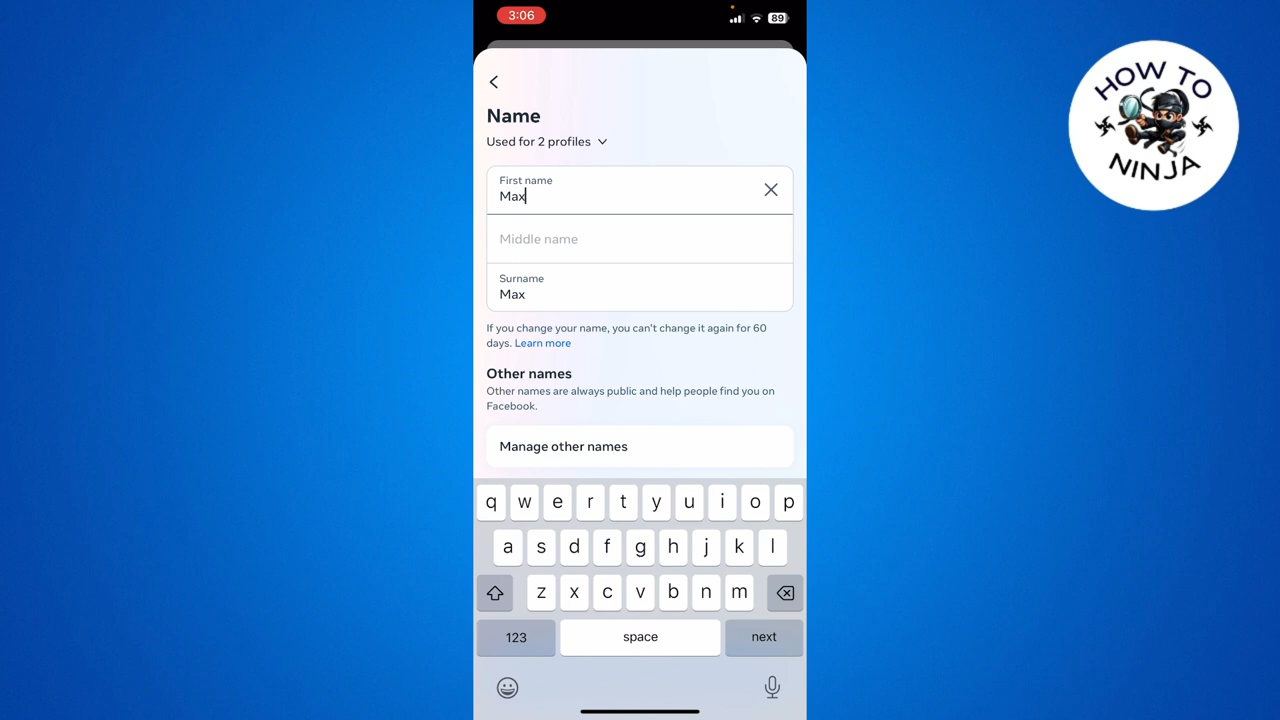 3:06
89
HOW TO
NINJA
Name
Used for 2 profiles
First name
Max
Middle name
Surname
Max
If you change your name, you can't change it again for 60
days. Learn more
Other names
Other names are always public and help people find you on
Facebook.
Manage other names
q w e r t y u i o p
a s d f g h j k l
z x c v b n m
123 space next